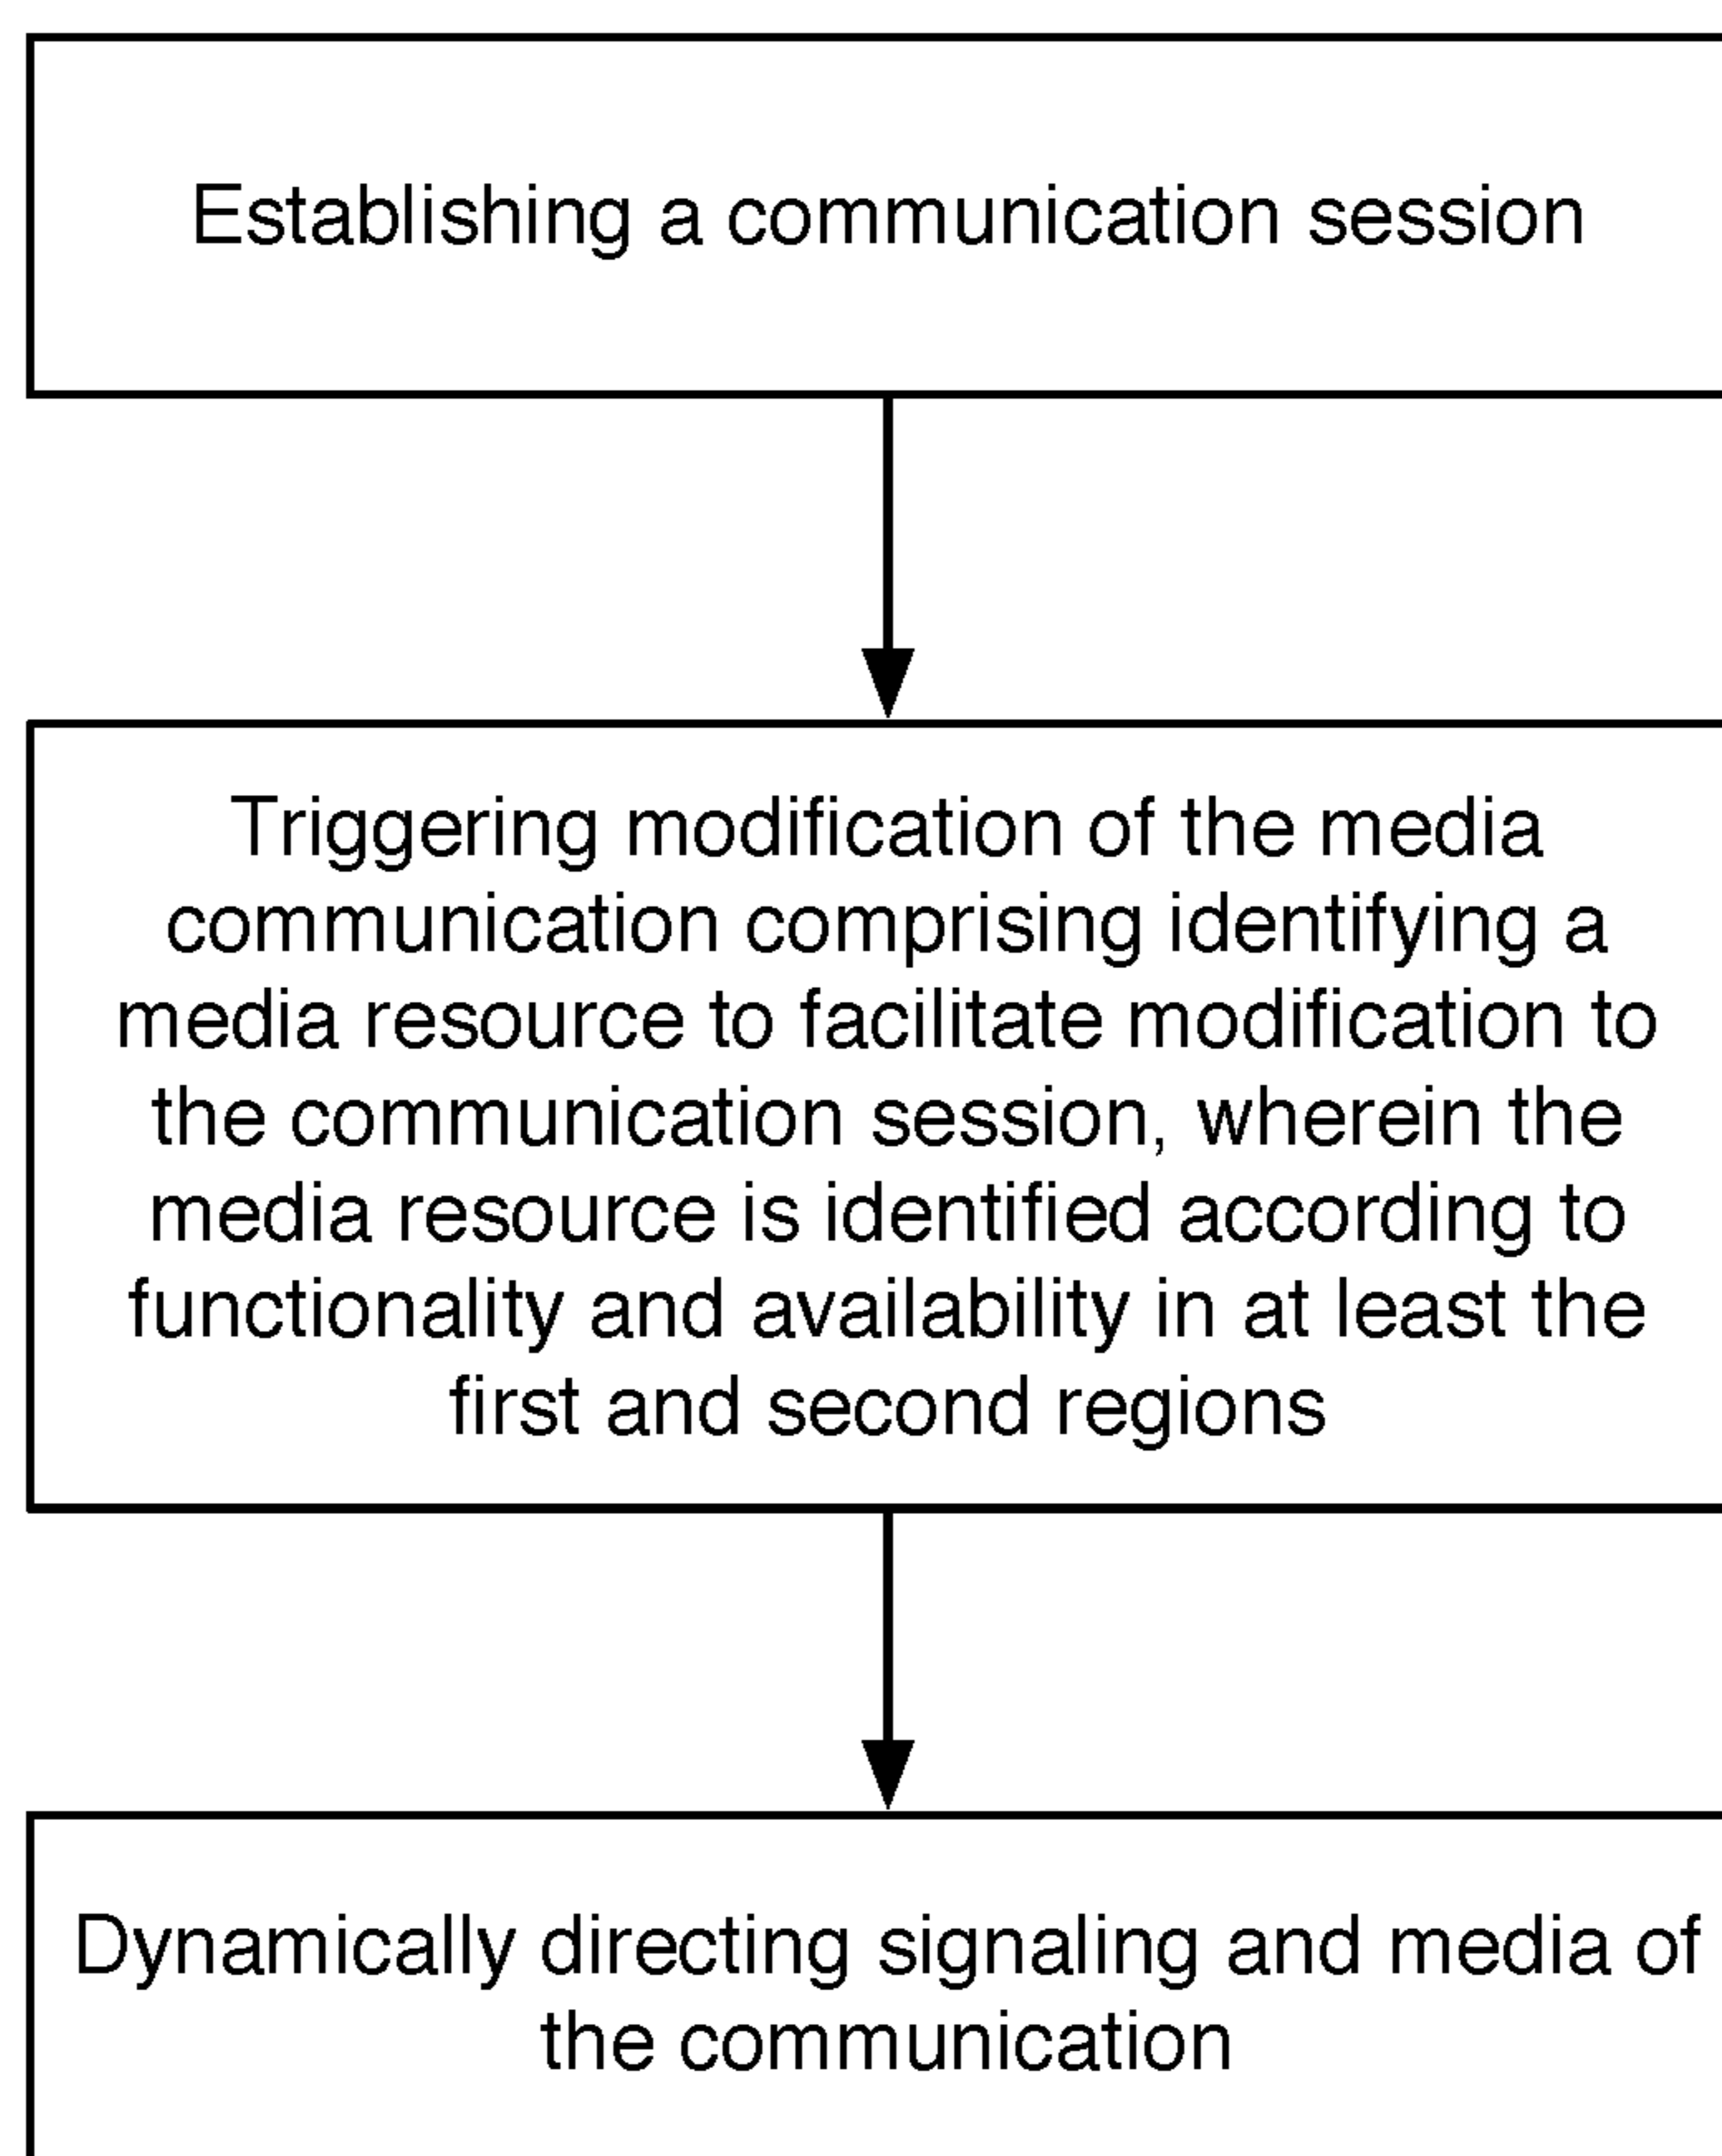 Establishing a communication session
Triggering modification of the media
communication comprising identifying a
media resource to facilitate modification to
the communication session, wherein the
media resource is identified according to
functionality and availability in at least the
first and second regions
Dynamically directing signaling and media of
the communication